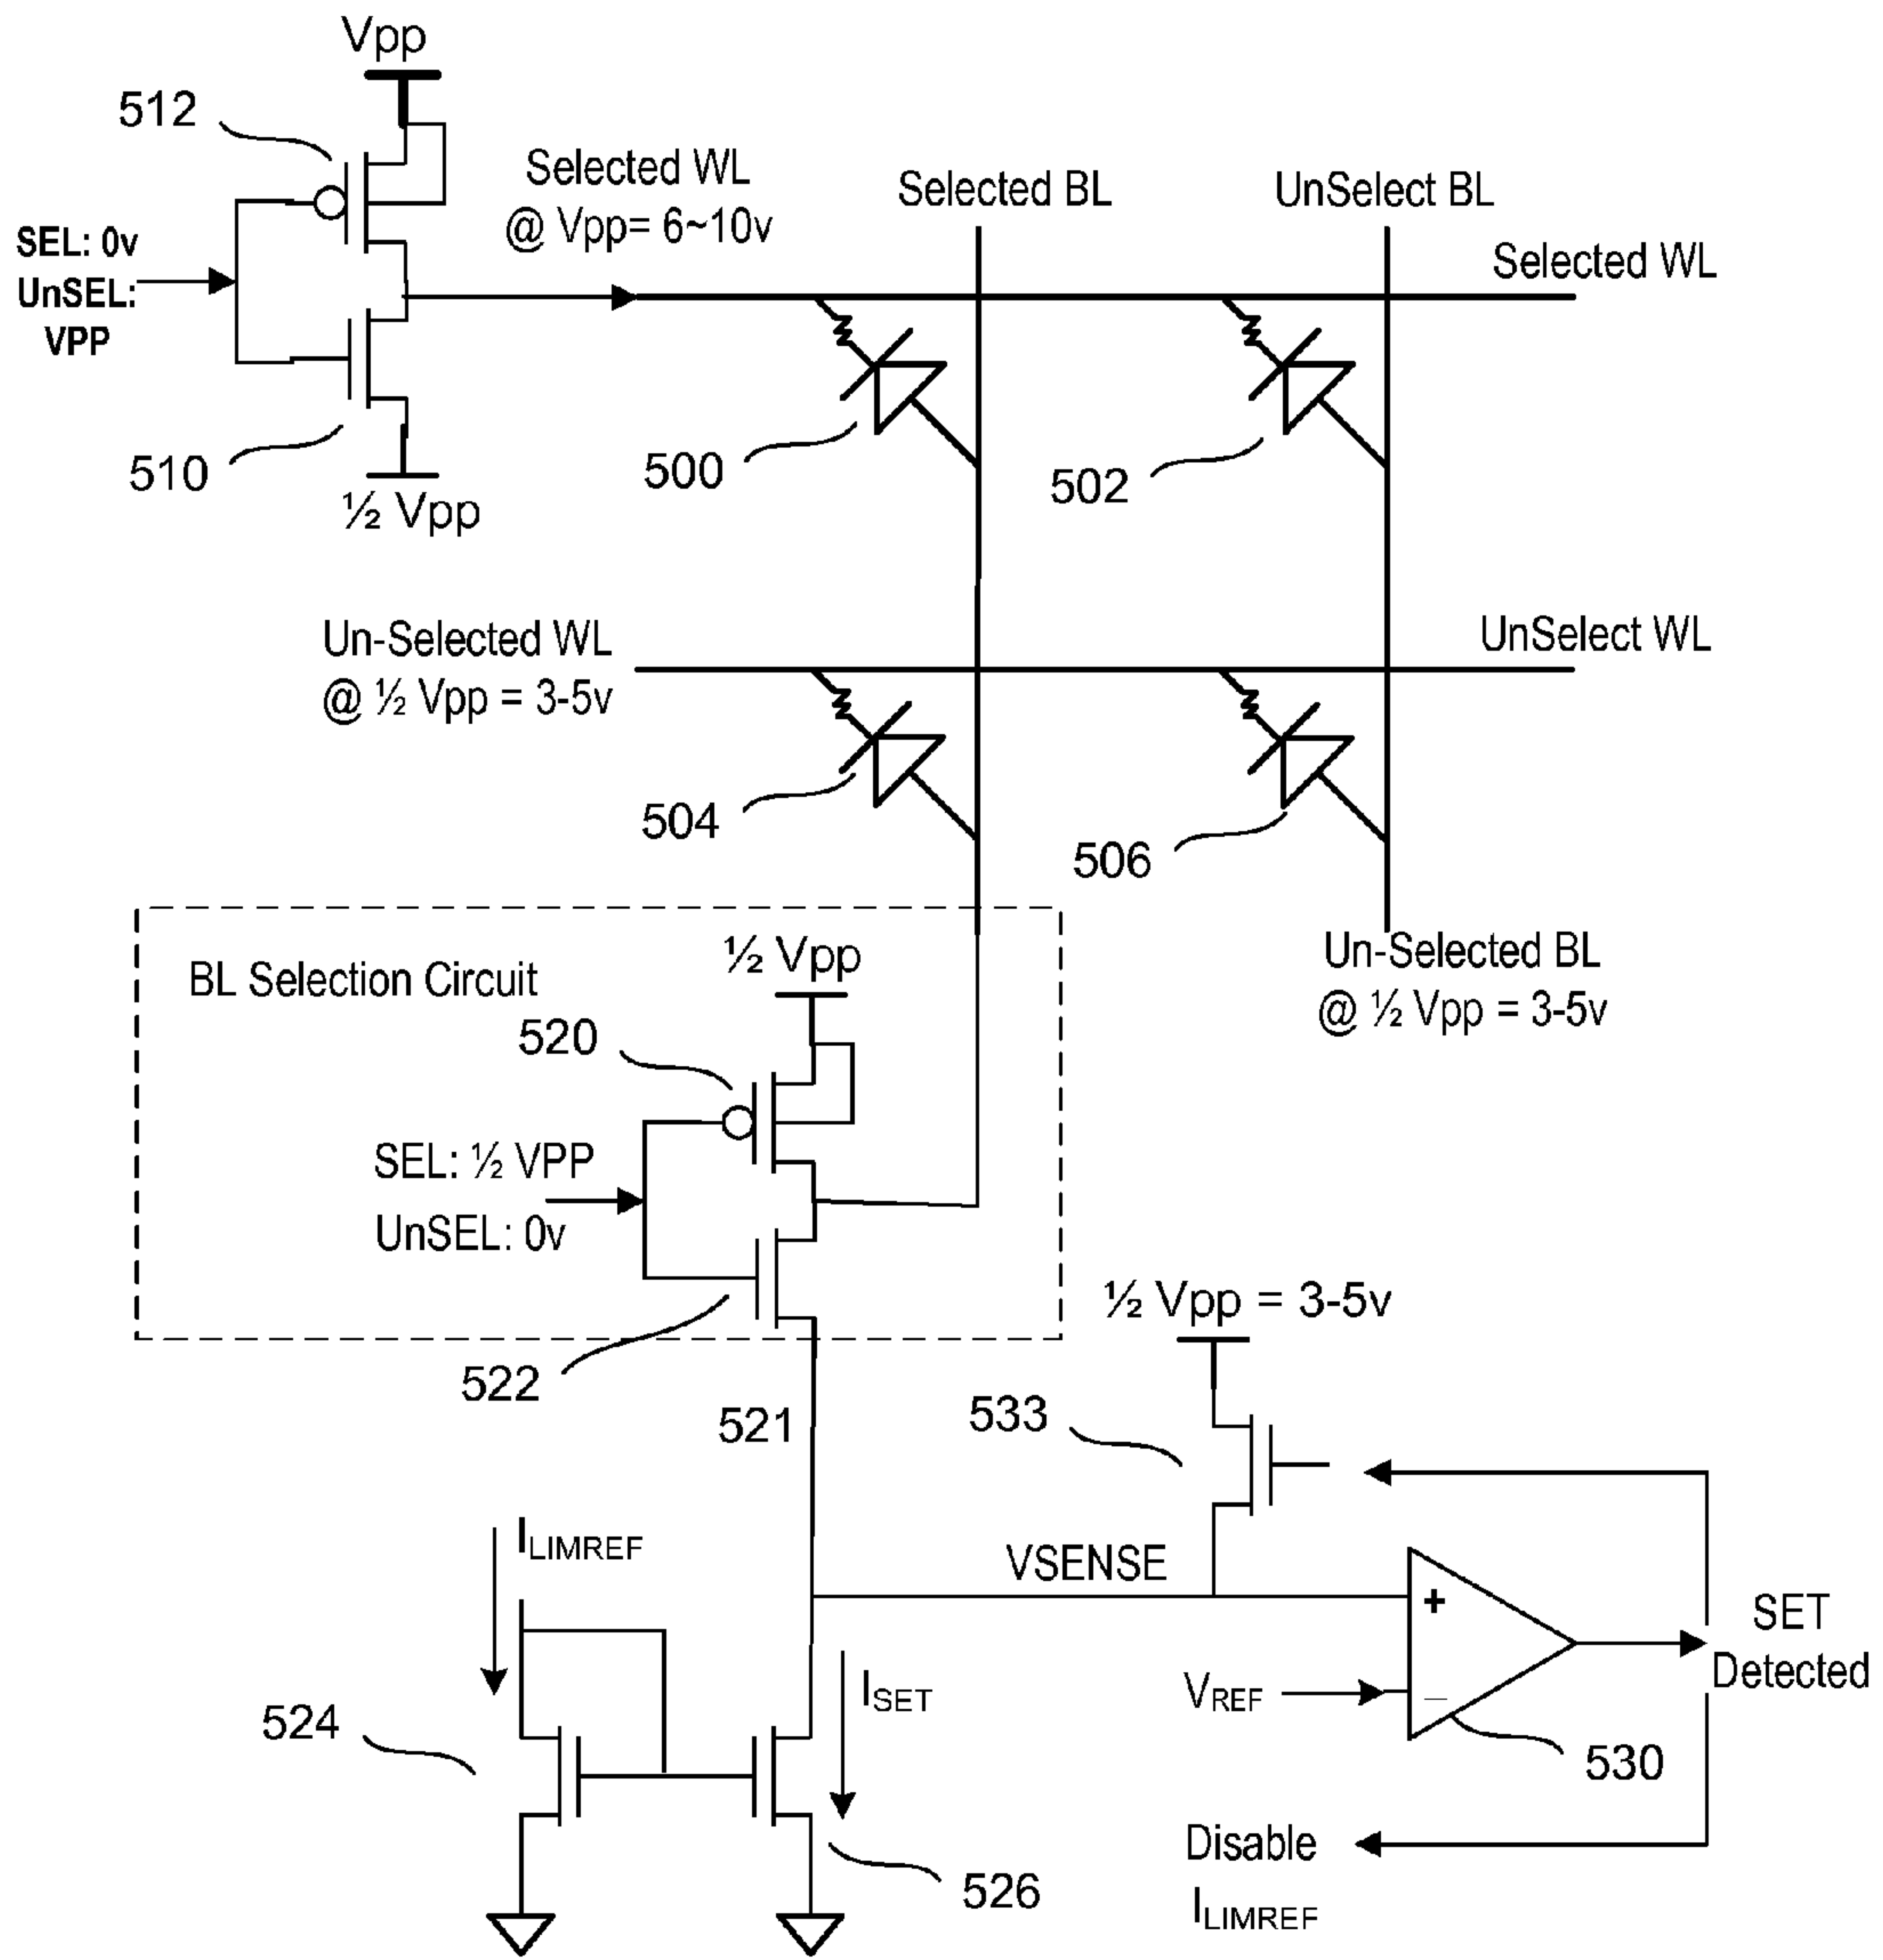 Vpp
512
Selected WL
@ Vpp= 6~10v
Selected BL
UnSelect BL
SEL: 0v
UnSEL:
VPP
Selected WL
510
½ Vpp
500
502
Un-Selected WL
@ ½ Vpp = 3-5v
UnSelect WL
504
506
BL Selection Circuit
½ Vpp
Un-Selected BL
@ ½ Vpp = 3-5v
520
SEL: ½ VPP
UnSEL: 0v
½ Vpp = 3-5v
522
521
533
ILIMREF
VSENSE
+
SET
Detected
ISET
VREF
–
524
530
526
Disable
ILIMREF